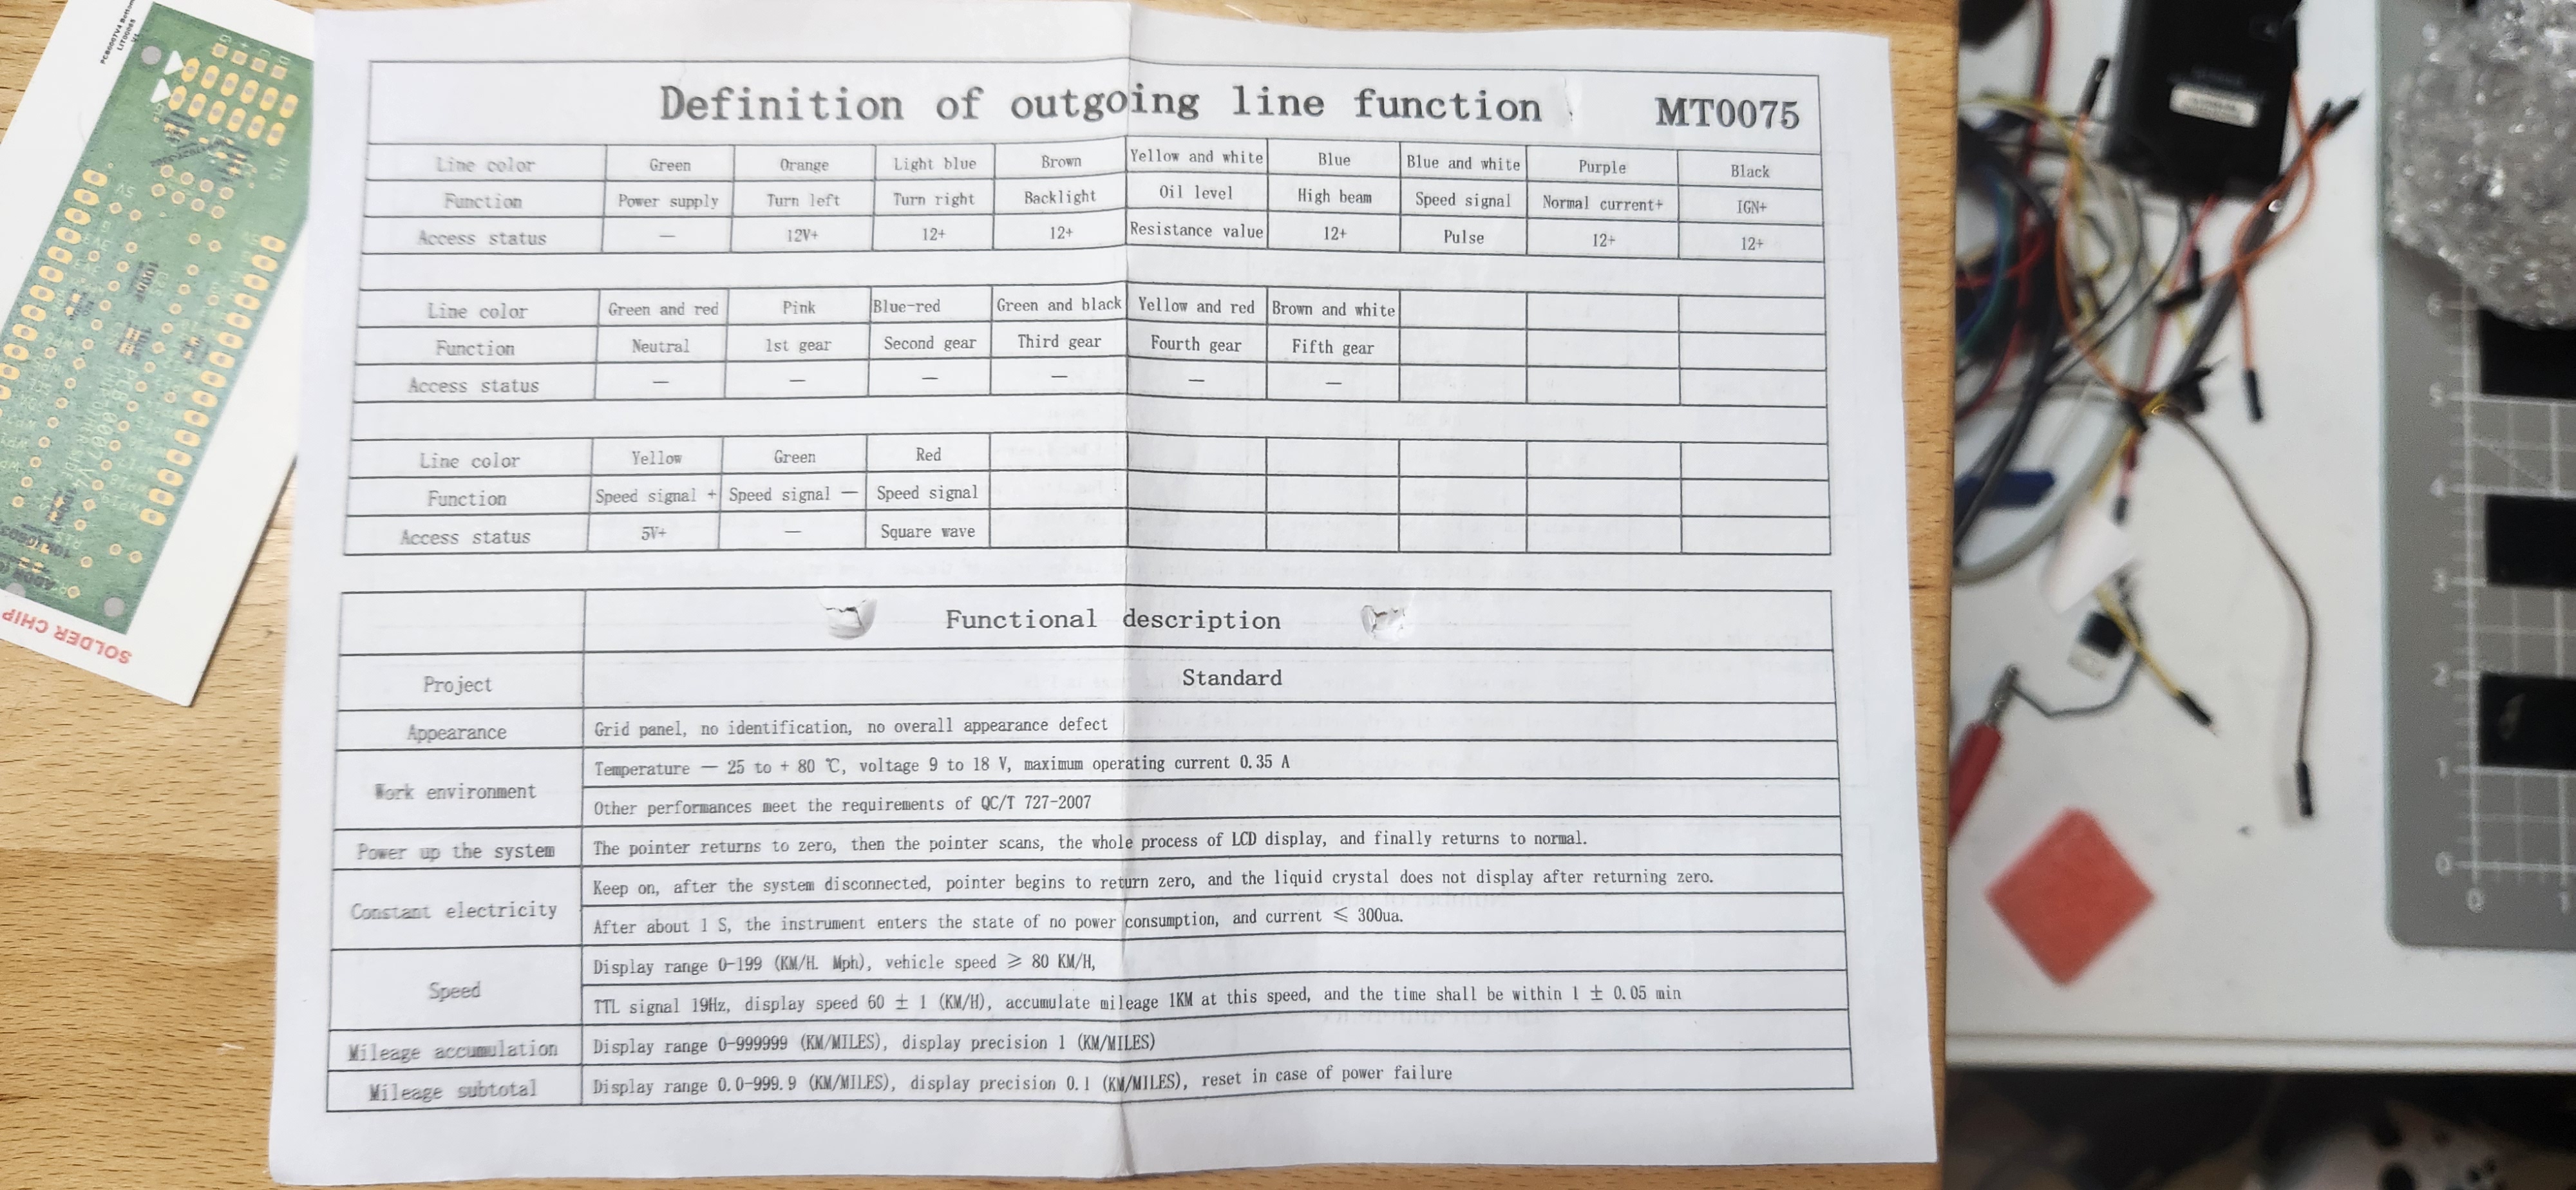 Definition of outgoing line function MT0075
Line color Green Orange Light blue Brown Yellow and white Blue Blue and white Purple Black
Function Power supply Turn left Turn right Backlight Oil level High beam Speed signal Normal current+ IGN+
Access status — 12V+ 12+ 12+ Resistance value 12+ Pulse 12+ 12+
Line color Green and red Pink Blue-red Green and black Yellow and red Brown and white
Function Neutral 1st gear Second gear Third gear Fourth gear Fifth gear
Access status — — — — — —
Line color Yellow Green Red
Function Speed signal + Speed signal — Speed signal
Access status 5V+ — Square wave
Functional description
Project Standard
Appearance Grid panel, no identification, no overall appearance defect
Work environment Temperature — 25 to + 80 ℃, voltage 9 to 18 V, maximum operating current 0.35 A
Other performances meet the requirements of QC/T 727-2007
Power up the system The pointer returns to zero, then the pointer scans, the whole process of LCD display, and finally returns to normal.
Constant electricity Keep on, after the system disconnected, pointer begins to return zero, and the liquid crystal does not display after returning zero.
After about 1 S, the instrument enters the state of no power consumption, and current ≤ 300ua.
Speed Display range 0-199 (KM/H. Mph), vehicle speed ≥ 80 KM/H,
TTL signal 19Hz, display speed 60 ± 1 (KM/H), accumulate mileage 1KM at this speed, and the time shall be within 1 ± 0.05 min
Mileage accumulation Display range 0-999999 (KM/MILES), display precision 1 (KM/MILES)
Mileage subtotal Display range 0.0-999.9 (KM/MILES), display precision 0.1 (KM/MILES), reset in case of power failure
SOLDER CHIP
6
5
4
3
2
1
0
0